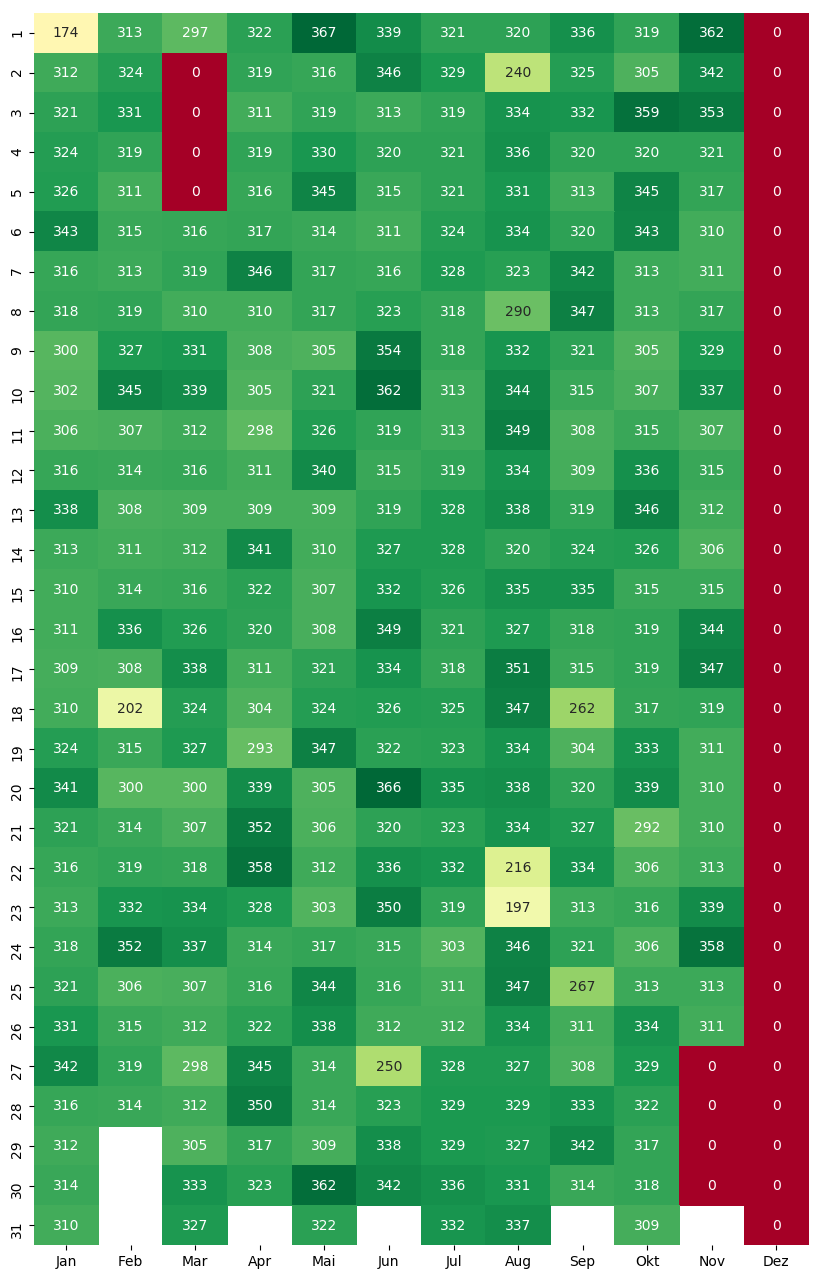 1 174 313 297 322 367 339 321 320 336 319 362 0
2 312 324 0 319 316 346 329 240 325 305 342 0
3 321 331 0 311 319 313 319 334 332 359 353 0
4 324 319 0 319 330 320 321 336 320 320 321 0
5 326 311 0 316 345 315 321 331 313 345 317 0
6 343 315 316 317 314 311 324 334 320 343 310 0
7 316 313 319 346 317 316 328 323 342 313 311 0
8 318 319 310 310 317 323 318 290 347 313 317 0
9 300 327 331 308 305 354 318 332 321 305 329 0
10 302 345 339 305 321 362 313 344 315 307 337 0
11 306 307 312 298 326 319 313 349 308 315 307 0
12 316 314 316 311 340 315 319 334 309 336 315 0
13 338 308 309 309 309 319 328 338 319 346 312 0
14 313 311 312 341 310 327 328 320 324 326 306 0
15 310 314 316 322 307 332 326 335 335 315 315 0
16 311 336 326 320 308 349 321 327 318 319 344 0
17 309 308 338 311 321 334 318 351 315 319 347 0
18 310 202 324 304 324 326 325 347 262 317 319 0
19 324 315 327 293 347 322 323 334 304 333 311 0
20 341 300 300 339 305 366 335 338 320 339 310 0
21 321 314 307 352 306 320 323 334 327 292 310 0
22 316 319 318 358 312 336 332 216 334 306 313 0
23 313 332 334 328 303 350 319 197 313 316 339 0
24 318 352 337 314 317 315 303 346 321 306 358 0
25 321 306 307 316 344 316 311 347 267 313 313 0
26 331 315 312 322 338 312 312 334 311 334 311 0
27 342 319 298 345 314 250 328 327 308 329 0 0
28 316 314 312 350 314 323 329 329 333 322 0 0
29 312 305 317 309 338 329 327 342 317 0 0
30 314 333 323 362 342 336 331 314 318 0 0
31 310 327 322 332 337 309 0
Jan Feb Mar Apr Mai Jun Jul Aug Sep Okt Nov Dez